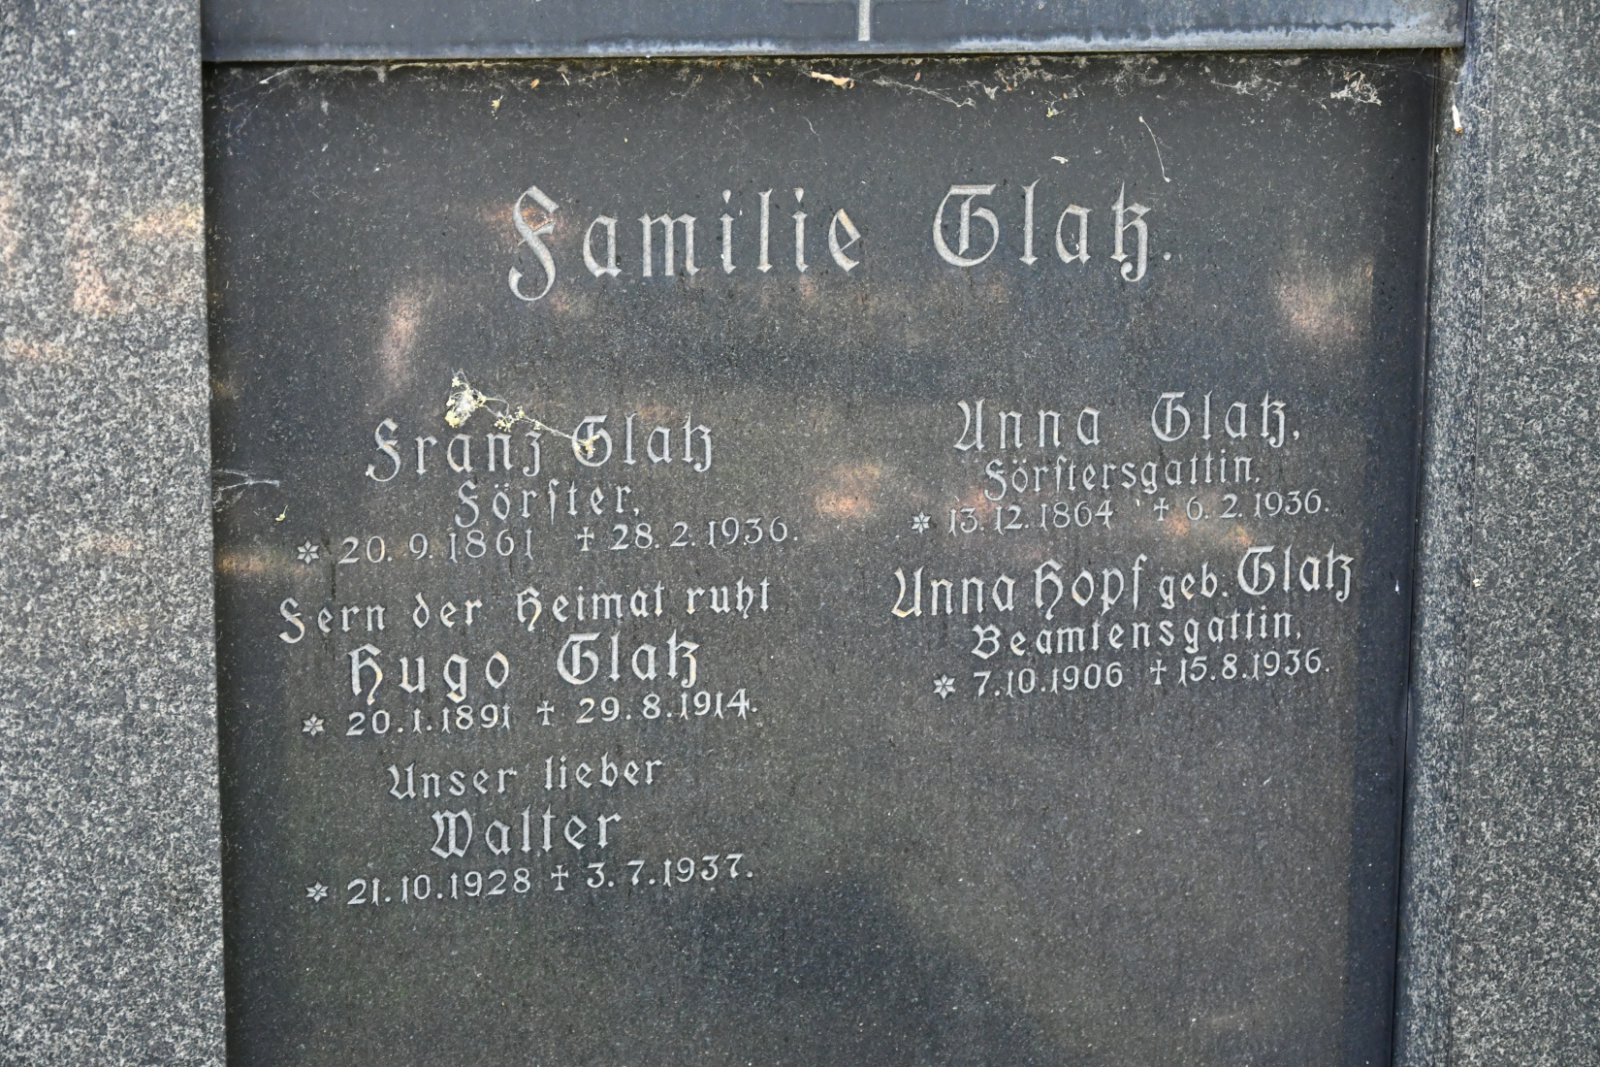 Familie Glatz.
Franz Glatz
Förster,
* 20. 9. 1861 † 28. 2. 1936.
Fern der Heimat ruht
Hugo Glatz
* 20. 1. 1891 † 29. 8. 1914.
Unser lieber
Walter
* 21. 10. 1928 † 3. 7. 1937.
Anna Glatz,
Förstersgattin,
* 13. 12. 1864 † 6. 2. 1936.
Anna Hopf geb. Glatz
Beamtensgattin,
* 7. 10. 1906 † 15. 8. 1936.